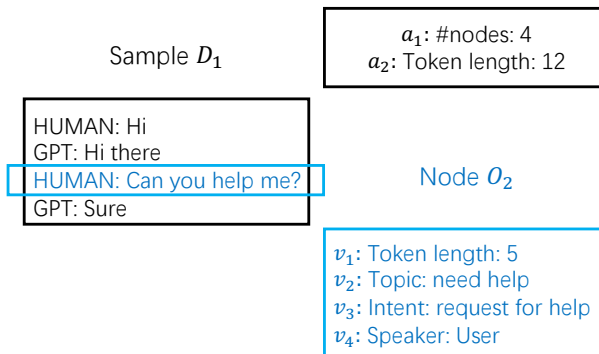 Sample D₁
a₁: #nodes: 4
a₂: Token length: 12
HUMAN: Hi
GPT: Hi there
HUMAN: Can you help me?
GPT: Sure
Node O₂
v₁: Token length: 5
v₂: Topic: need help
v₃: Intent: request for help
v₄: Speaker: User